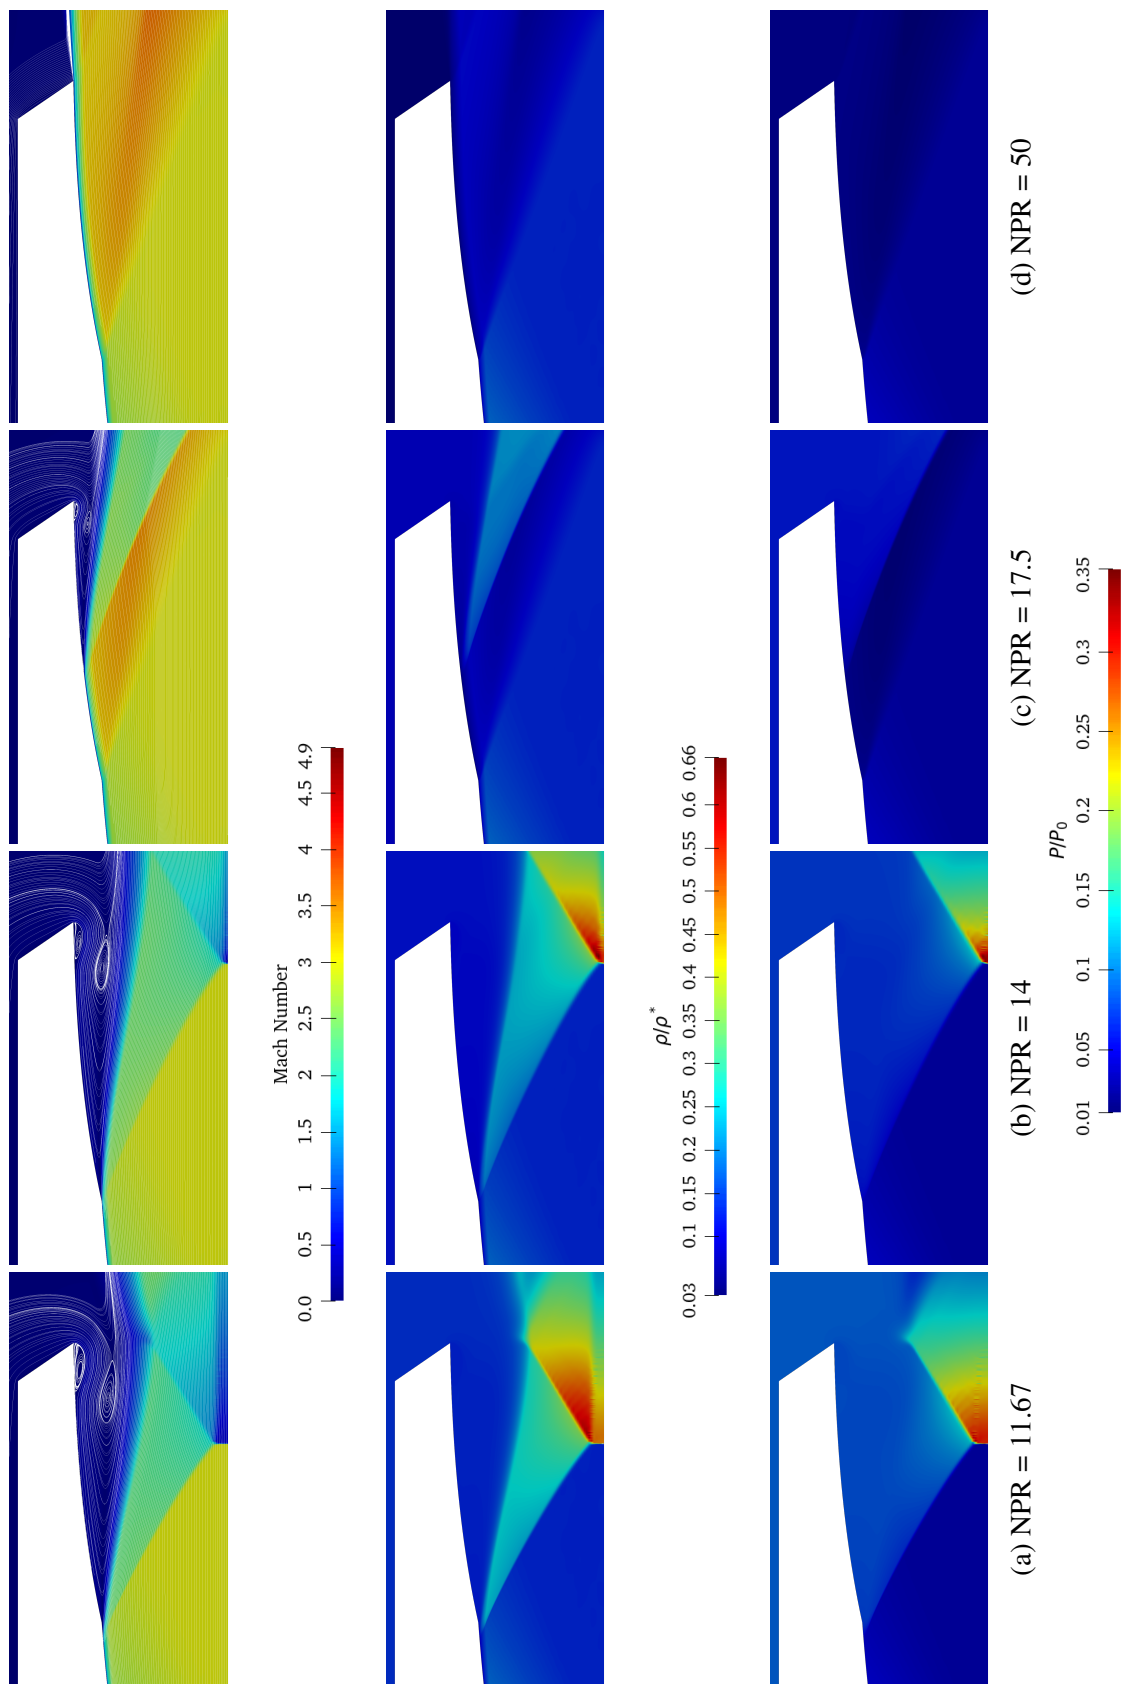 0.0 0.5 1 1.5 2 2.5 3 3.5 4 4.5 4.9
Mach Number
0.03 0.1 0.15 0.2 0.25 0.3 0.35 0.4 0.45 0.5 0.55 0.6 0.66
ρ/ρ*
(a) NPR = 11.67
(b) NPR = 14
(c) NPR = 17.5
(d) NPR = 50
P/P₀
0.01 0.05 0.1 0.15 0.2 0.25 0.3 0.35